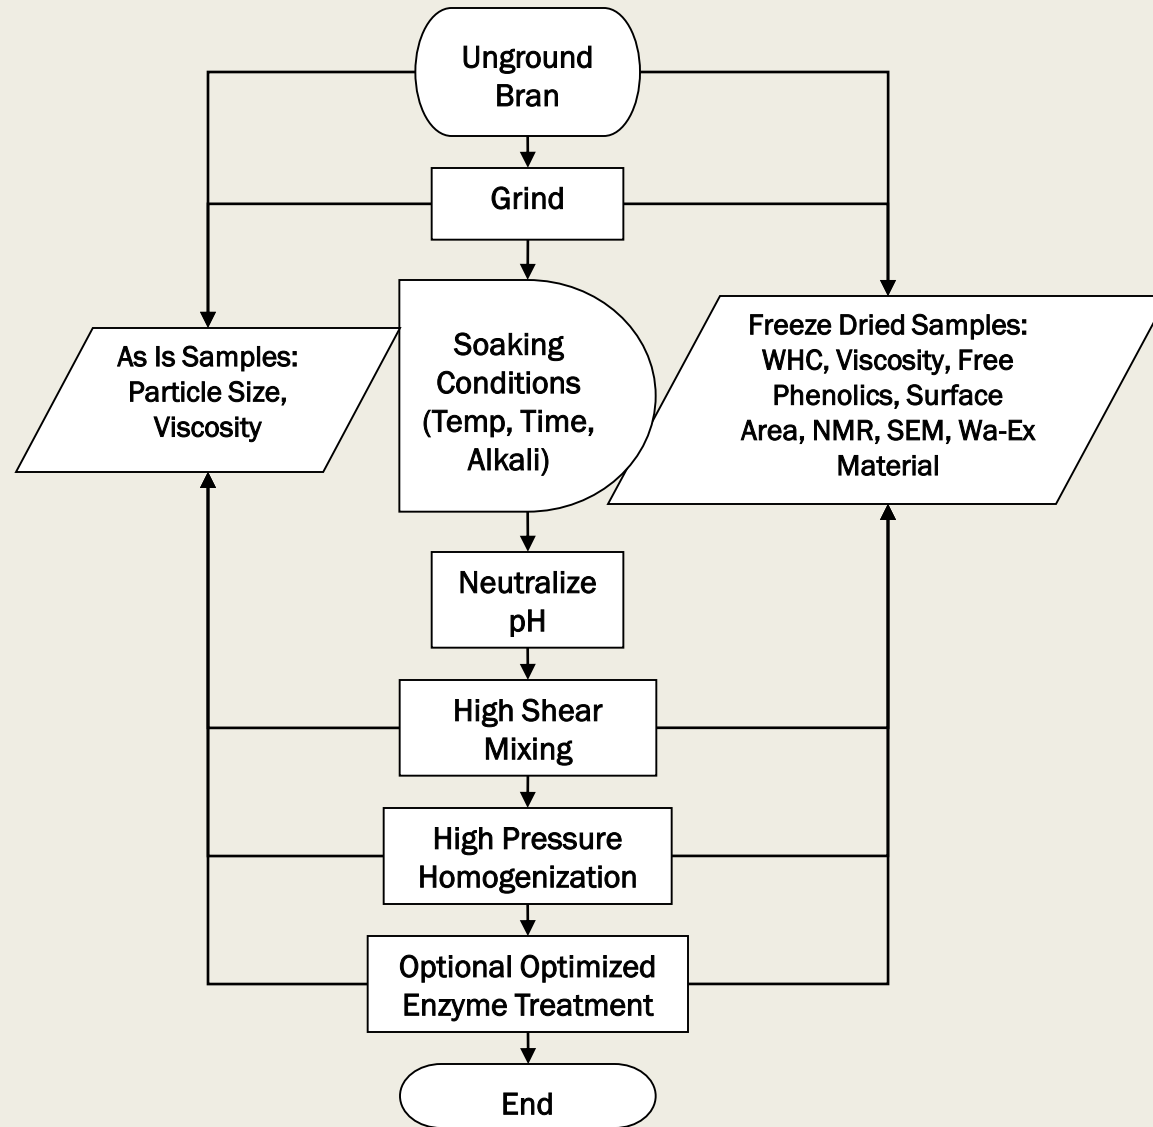 Unground
Bran
Grind
As Is Samples:
Particle Size,
Viscosity
Soaking
Conditions
(Temp, Time,
Alkali)
Freeze Dried Samples:
WHC, Viscosity, Free
Phenolics, Surface
Area, NMR, SEM, Wa-Ex
Material
Neutralize
pH
High Shear
Mixing
High Pressure
Homogenization
Optional Optimized
Enzyme Treatment
End